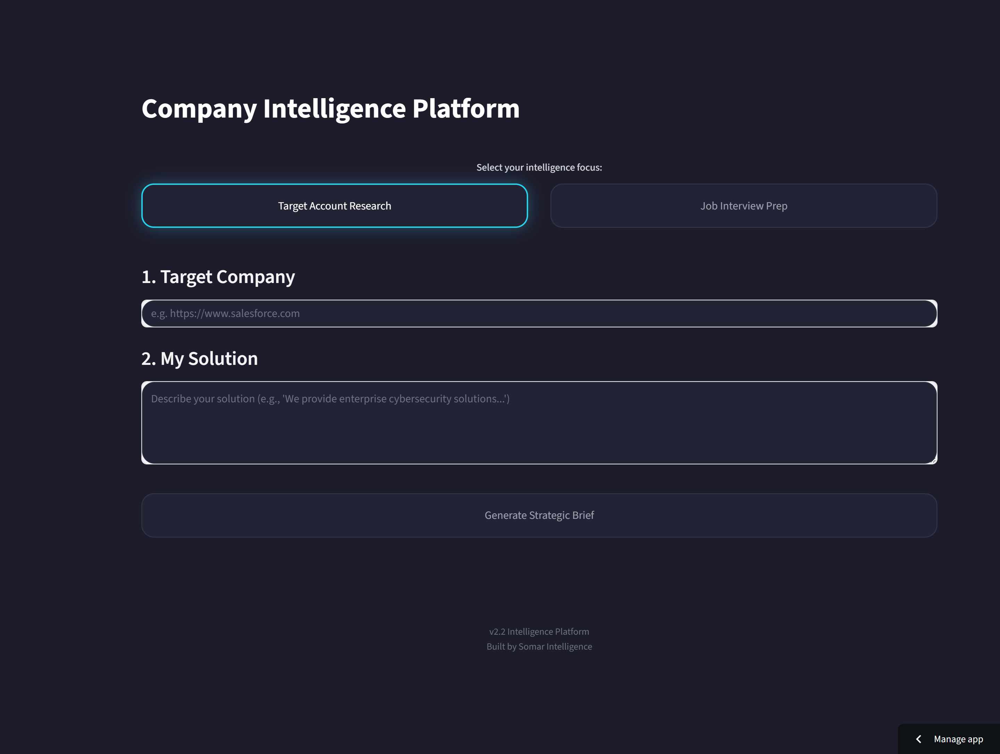 Company Intelligence Platform
Select your intelligence focus:
Target Account Research
Job Interview Prep
1. Target Company
e.g. https://www.salesforce.com
2. My Solution
Describe your solution (e.g., 'We provide enterprise cybersecurity solutions...')
Generate Strategic Brief
v2.2 Intelligence Platform
Built by Somar Intelligence
Manage app